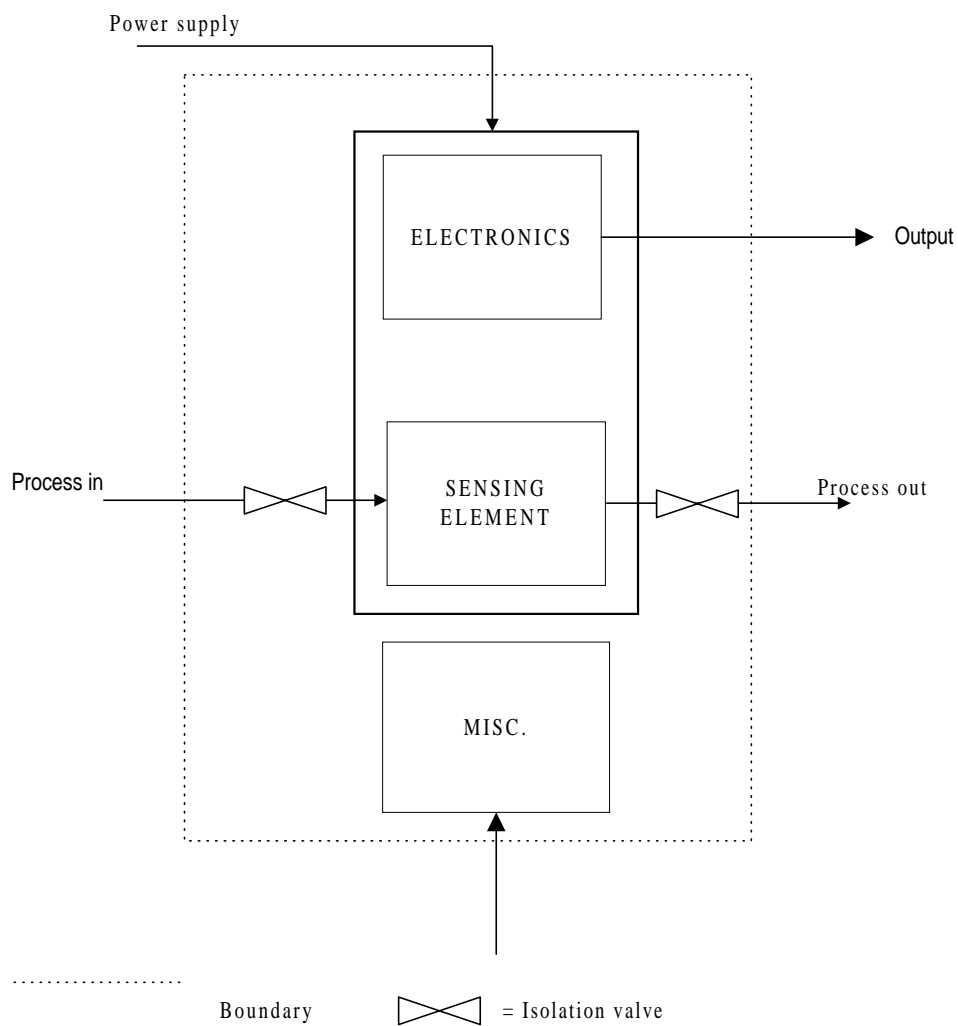 Power supply
ELECTRONICS
Output
Process in
SENSING
ELEMENT
Process out
MISC.
Boundary
= Isolation valve